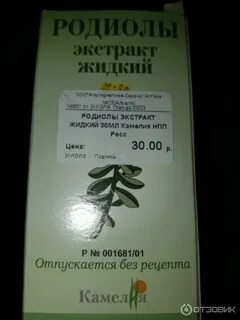 РОДИОЛЫ
экстракт
жидкий
РОДИОЛЫ ЭКСТРАКТ
ЖИДКИЙ 30МЛ Камелия НПП
Росс
Цена: 30.00 р.
Подпись
Р № 001681/01
Отпускается без рецепта
Камелия
ОТЗОВИК